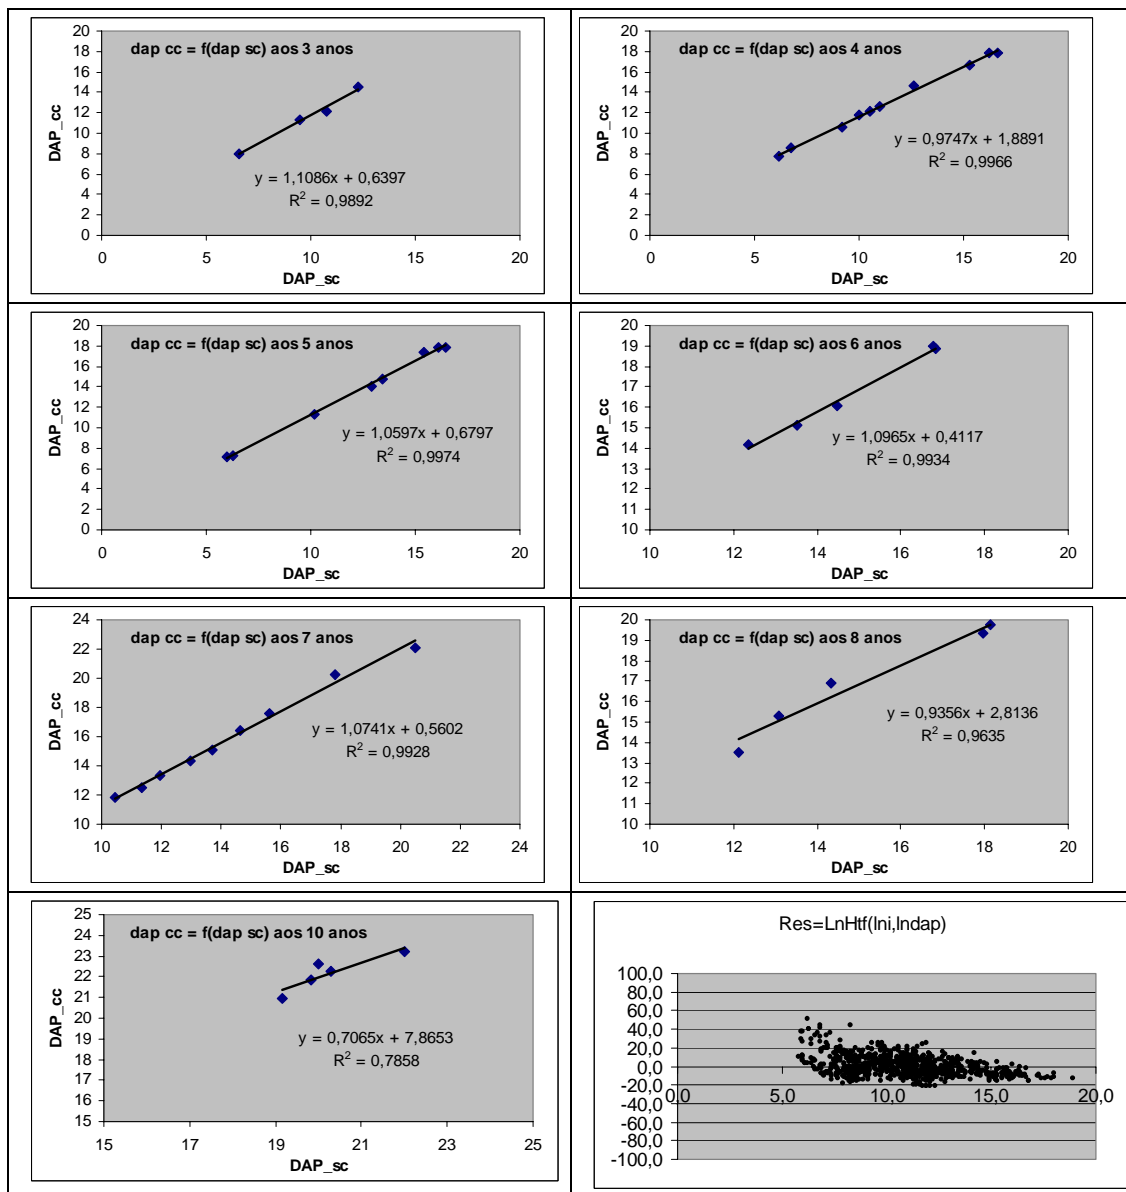 dap cc = f(dap sc) aos 3 anos
DAP_cc
20
18
16
14
12
10
8
6
4
2
0
y = 1,1086x + 0,6397
R² = 0,9892
0 5 10 15 20
DAP_sc
dap cc = f(dap sc) aos 4 anos
DAP_cc
20
18
16
14
12
10
8
6
4
2
0
y = 0,9747x + 1,8891
R² = 0,9966
0 5 10 15 20
DAP_sc
dap cc = f(dap sc) aos 5 anos
DAP_cc
20
18
16
14
12
10
8
6
4
2
0
y = 1,0597x + 0,6797
R² = 0,9974
0 5 10 15 20
DAP_sc
dap cc = f(dap sc) aos 6 anos
DAP_cc
20
19
18
17
16
15
14
13
12
11
10
y = 1,0965x + 0,4117
R² = 0,9934
10 12 14 16 18 20
DAP_sc
dap cc = f(dap sc) aos 7 anos
DAP_cc
24
22
20
18
16
14
12
10
y = 1,0741x + 0,5602
R² = 0,9928
10 12 14 16 18 20 22 24
DAP_sc
dap cc = f(dap sc) aos 8 anos
DAP_cc
20
19
18
17
16
15
14
13
12
11
10
y = 0,9356x + 2,8136
R² = 0,9635
10 12 14 16 18 20
DAP_sc
dap cc = f(dap sc) aos 10 anos
DAP_cc
25
24
23
22
21
20
19
18
17
16
15
y = 0,7065x + 7,8653
R² = 0,7858
15 17 19 21 23 25
DAP_sc
Res=LnHtf(lni,lndap)
100,0
80,0
60,0
40,0
20,0
0,0
-20,0
-40,0
-60,0
-80,0
-100,0
0,0 5,0 10,0 15,0 20,0